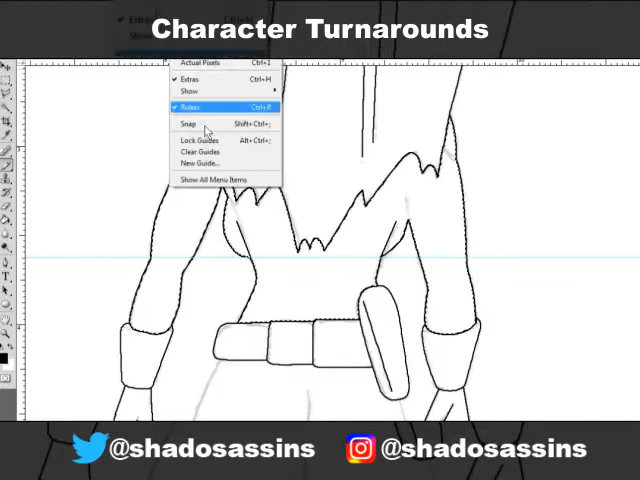 Character Turnarounds
Actual Pixels Ctrl+1
Extras Ctrl+H
Show
Rulers Ctrl+R
Snap Shift+Ctrl+;
Lock Guides Alt+Ctrl+;
Clear Guides
New Guide...
Show All Menu Items
@shadosassins @shadosassins